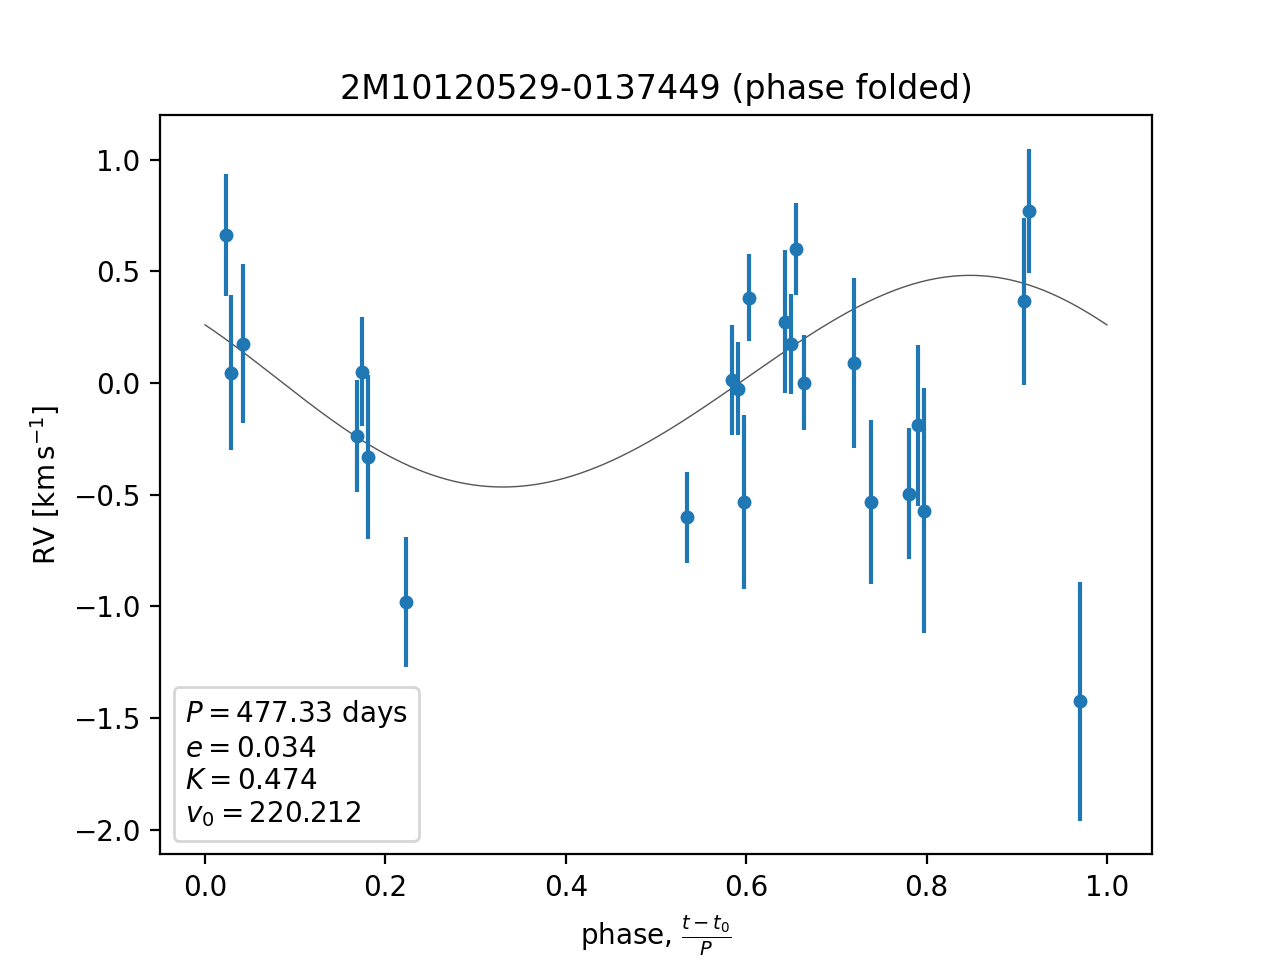 2M10120529-0137449 (phase folded)
RV [km s⁻¹]
1.0
0.5
0.0
−0.5
−1.0
−1.5
−2.0
P = 477.33 days
e = 0.034
K = 0.474
v₀ = 220.212
0.0 0.2 0.4 0.6 0.8 1.0
phase, (t − t₀)/P